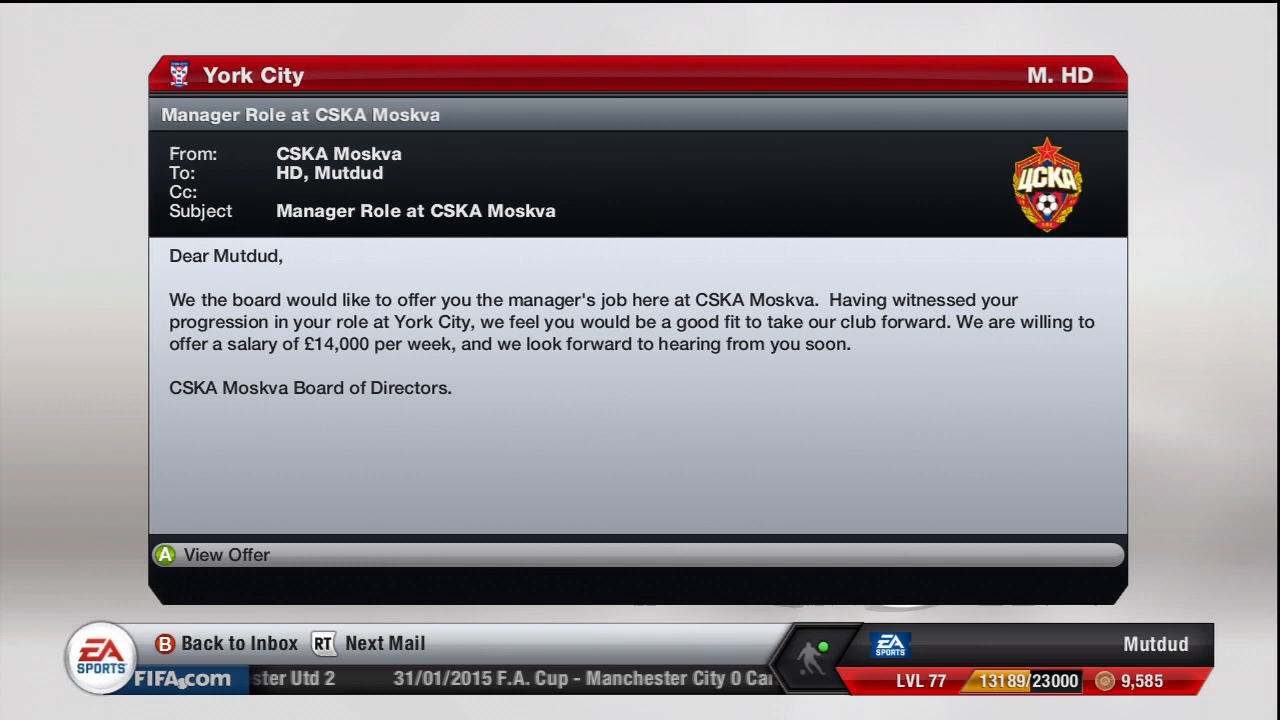 York City
M. HD
Manager Role at CSKA Moskva
From: CSKA Moskva
To: HD, Mutdud
Cc:
Subject Manager Role at CSKA Moskva
ЦСКА
Dear Mutdud,
We the board would like to offer you the manager's job here at CSKA Moskva. Having witnessed your
progression in your role at York City, we feel you would be a good fit to take our club forward. We are willing to
offer a salary of £14,000 per week, and we look forward to hearing from you soon.
CSKA Moskva Board of Directors.
A View Offer
B Back to Inbox RT Next Mail
EA SPORTS
EA SPORTS
Mutdud
FIFA.com
ster Utd 2 31/01/2015 F.A. Cup - Manchester City 0 Car
LVL 77 13189/23000 9,585